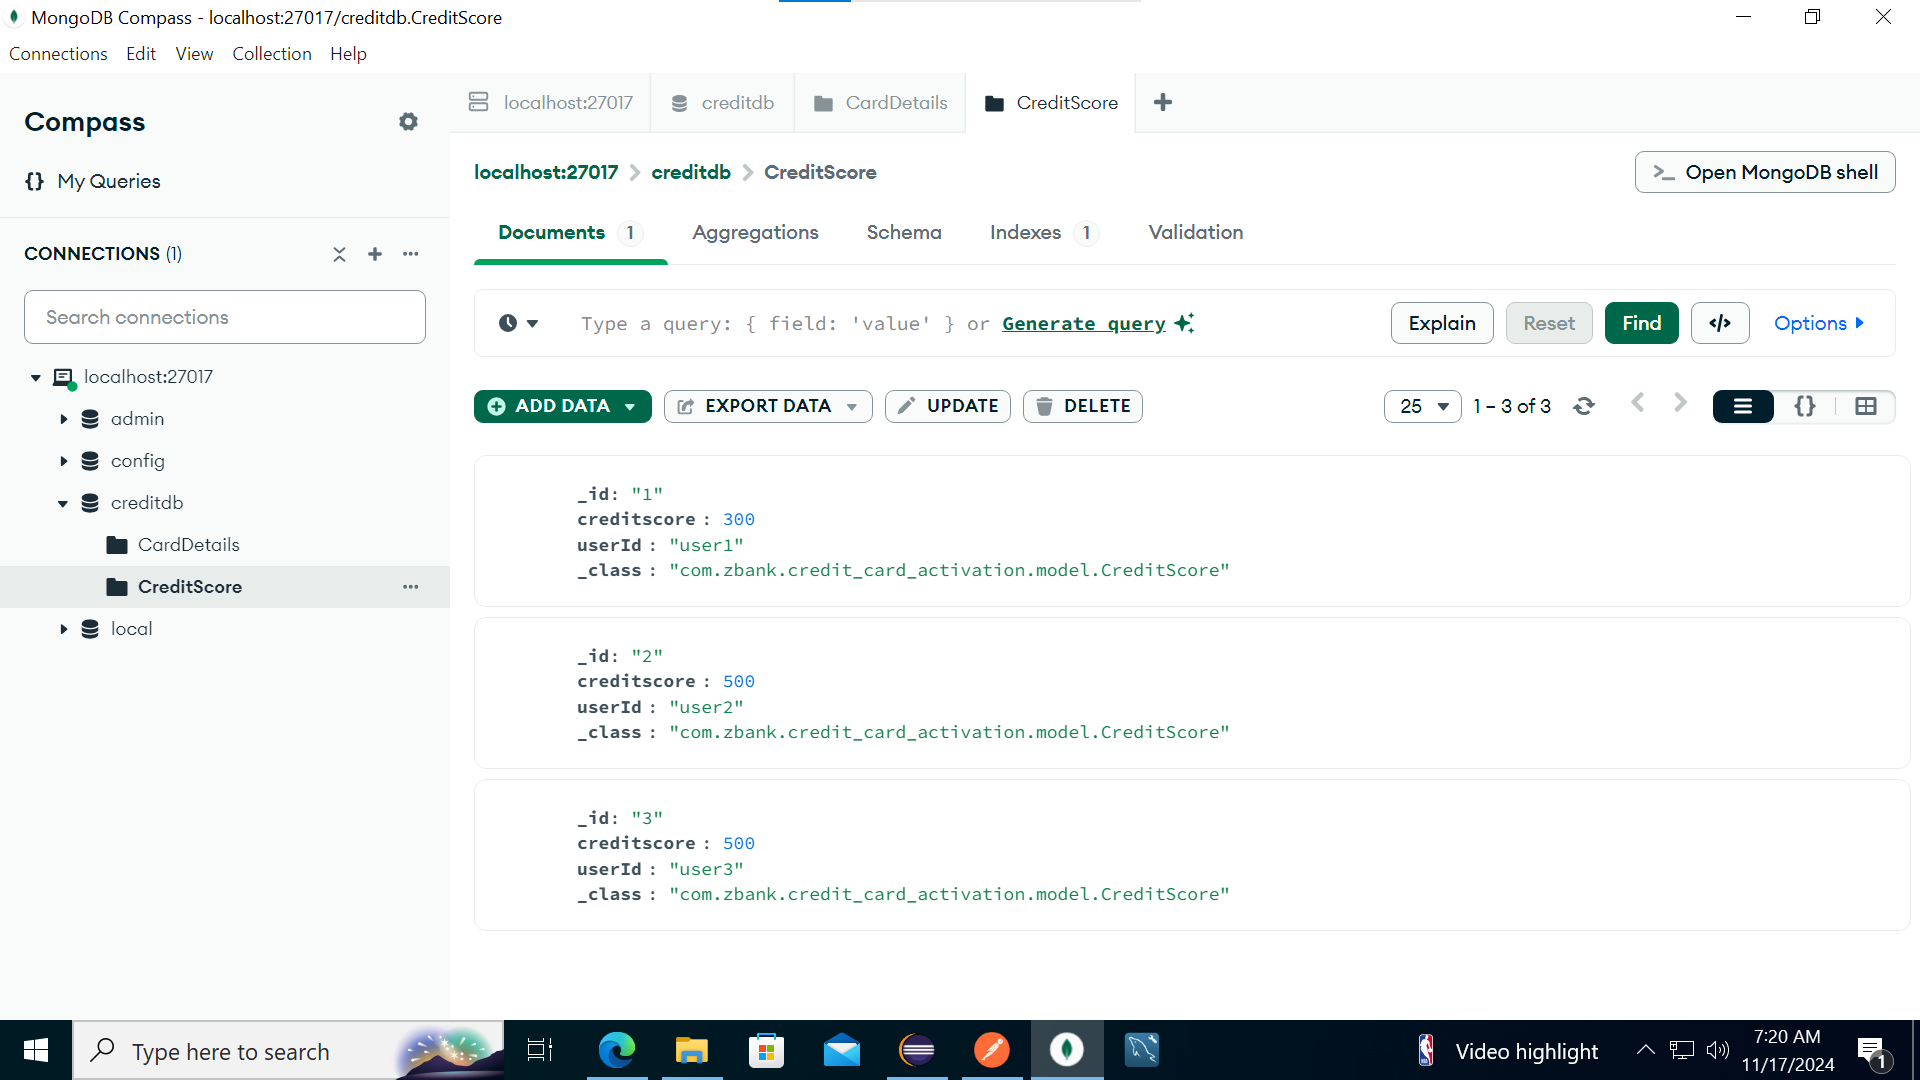 MongoDB Compass - localhost:27017/creditdb.CreditScore
Connections Edit View Collection Help
localhost:27017 creditdb CardDetails CreditScore
Compass
localhost:27017 > creditdb > CreditScore
>_ Open MongoDB shell
{} My Queries
Documents 1 Aggregations Schema Indexes 1 Validation
CONNECTIONS (1)
Search connections
Type a query: { field: 'value' } or Generate query
Explain Reset Find </> Options
localhost:27017
admin
config
creditdb
CardDetails
CreditScore
local
ADD DATA EXPORT DATA UPDATE DELETE
25 1 – 3 of 3 {}
_id: "1"
creditscore : 300
userId : "user1"
_class : "com.zbank.credit_card_activation.model.CreditScore"
_id: "2"
creditscore : 500
userId : "user2"
_class : "com.zbank.credit_card_activation.model.CreditScore"
_id: "3"
creditscore : 500
userId : "user3"
_class : "com.zbank.credit_card_activation.model.CreditScore"
Type here to search
Video highlight
7:20 AM
11/17/2024
1